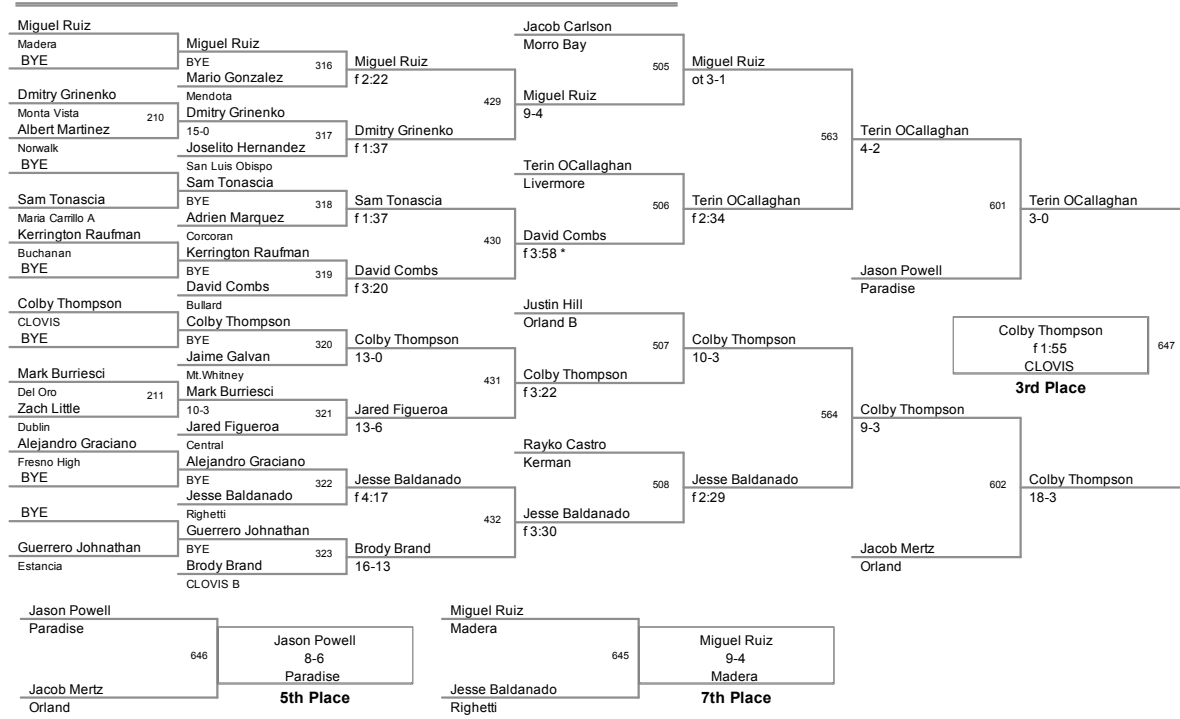 Miguel Ruiz
Madera
BYE
Dmitry Grinenko
Monta Vista
210
Albert Martinez
Norwalk
BYE
Sam Tonascia
Maria Carrillo A
Kerrington Raufman
Buchanan
BYE
Colby Thompson
CLOVIS
BYE
Mark Burriesci
Del Oro
211
Zach Little
Dublin
Alejandro Graciano
Fresno High
BYE
BYE
Guerrero Johnathan
Estancia
Miguel Ruiz
BYE
316
Mario Gonzalez
Mendota
Dmitry Grinenko
15-0
317
Joselito Hernandez
San Luis Obispo
Sam Tonascia
BYE
318
Adrien Marquez
Corcoran
Kerrington Raufman
BYE
319
David Combs
Bullard
Colby Thompson
BYE
320
Jaime Galvan
Mt.Whitney
Mark Burriesci
10-3
321
Jared Figueroa
Central
Alejandro Graciano
BYE
322
Jesse Baldanado
Righetti
Guerrero Johnathan
BYE
323
Brody Brand
CLOVIS B
Miguel Ruiz
f 2:22
429
Dmitry Grinenko
f 1:37
Sam Tonascia
f 1:37
430
David Combs
f 3:20
Colby Thompson
13-0
431
Jared Figueroa
13-6
Jesse Baldanado
f 4:17
432
Brody Brand
16-13
Jacob Carlson
Morro Bay
505
Miguel Ruiz
9-4
Terin OCallaghan
Livermore
506
David Combs
f 3:58 *
Justin Hill
Orland B
507
Colby Thompson
f 3:22
Rayko Castro
Kerman
508
Jesse Baldanado
f 3:30
Miguel Ruiz
ot 3-1
563
Terin OCallaghan
f 2:34
Colby Thompson
10-3
564
Jesse Baldanado
f 2:29
Terin OCallaghan
4-2
601
Jason Powell
Paradise
Colby Thompson
9-3
602
Jacob Mertz
Orland
Terin OCallaghan
3-0
Colby Thompson
f 1:55
CLOVIS
647
3rd Place
Colby Thompson
18-3
Jason Powell
Paradise
646
Jacob Mertz
Orland
Jason Powell
8-6
Paradise
5th Place
Miguel Ruiz
Madera
645
Jesse Baldanado
Righetti
Miguel Ruiz
9-4
Madera
7th Place